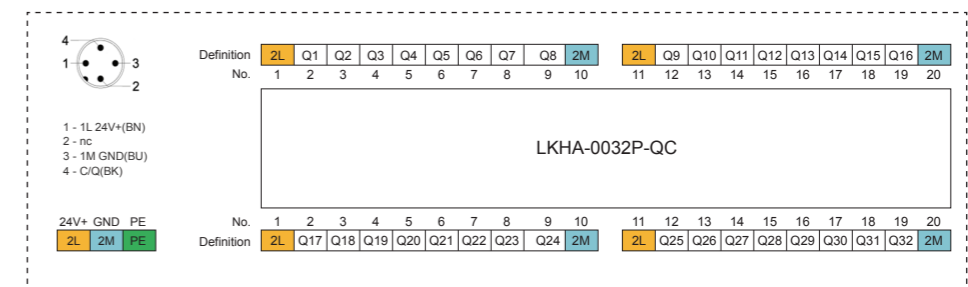 4
1 3
2
1 - 1L 24V+(BN)
2 - nc
3 - 1M GND(BU)
4 - C/Q(BK)
24V+ GND PE
2L 2M PE
Definition 2L Q1 Q2 Q3 Q4 Q5 Q6 Q7 Q8 2M 2L Q9 Q10 Q11 Q12 Q13 Q14 Q15 Q16 2M
No. 1 2 3 4 5 6 7 8 9 10 11 12 13 14 15 16 17 18 19 20
LKHA-0032P-QC
No. 1 2 3 4 5 6 7 8 9 10 11 12 13 14 15 16 17 18 19 20
Definition 2L Q17 Q18 Q19 Q20 Q21 Q22 Q23 Q24 2M 2L Q25 Q26 Q27 Q28 Q29 Q30 Q31 Q32 2M